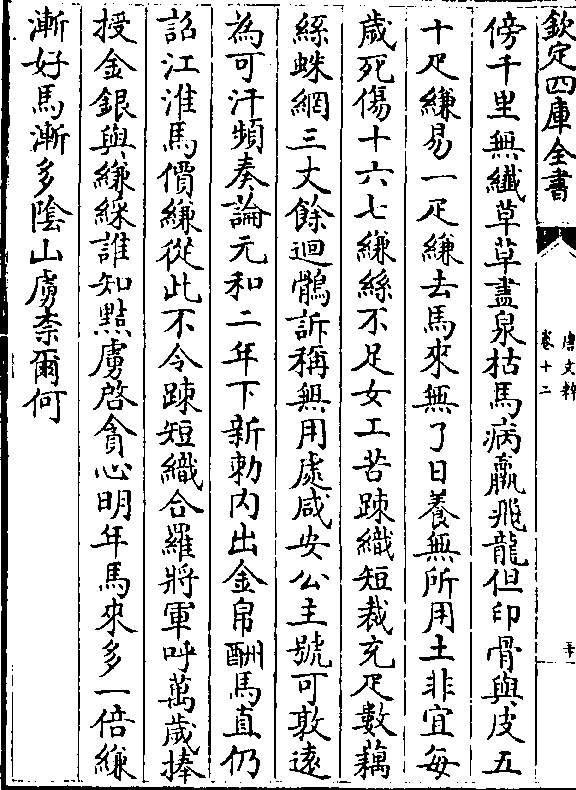 欽定四庫全書
唐文粹
卷十二
傍千里無纖草草盡泉枯馬病羸飛龍但印骨與皮五
十疋縑易一疋縑去馬來無了日養無所用土非宜每
歲死傷十六七縑絲不足女工苦踈織短裁充疋數藕
絲蛛網三丈餘迴鶻訴稱無用處咸安公主號可敦遠
為可汗頻奏論元和二年下新勅内出金帛酬馬直仍
詔江淮馬價縑從此不令踈短織合羅將軍呼萬歲捧
授金銀與縑綵誰知黠虜啓貪心明年馬來多一倍縑
漸好馬漸多陰山虜柰爾何